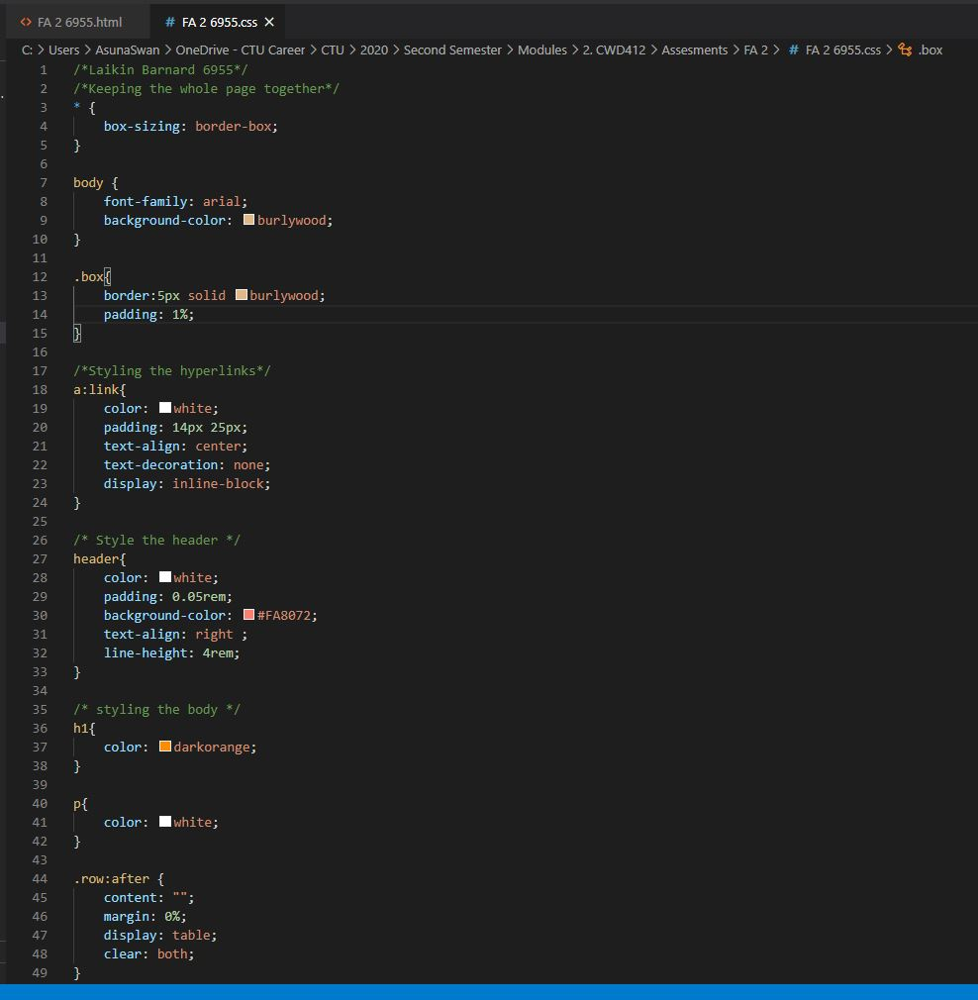 FA 2 6955.html FA 2 6955.css
C: > Users > AsunaSwan > OneDrive - CTU Career > CTU > 2020 > Second Semester > Modules > 2. CWD412 > Assesments > FA 2 > # FA 2 6955.css > .box
1 /*Laikin Barnard 6955*/
2 /*Keeping the whole page together*/
3 * {
4     box-sizing: border-box;
5 }
6
7 body {
8     font-family: arial;
9     background-color: burlywood;
10 }
11
12 .box{
13     border:5px solid burlywood;
14     padding: 1%;
15 }
16
17 /*Styling the hyperlinks*/
18 a:link{
19     color: white;
20     padding: 14px 25px;
21     text-align: center;
22     text-decoration: none;
23     display: inline-block;
24 }
25
26 /* Style the header */
27 header{
28     color: white;
29     padding: 0.05rem;
30     background-color: #FA8072;
31     text-align: right ;
32     line-height: 4rem;
33 }
34
35 /* styling the body */
36 h1{
37     color: darkorange;
38 }
39
40 p{
41     color: white;
42 }
43
44 .row:after {
45     content: "";
46     margin: 0%;
47     display: table;
48     clear: both;
49 }